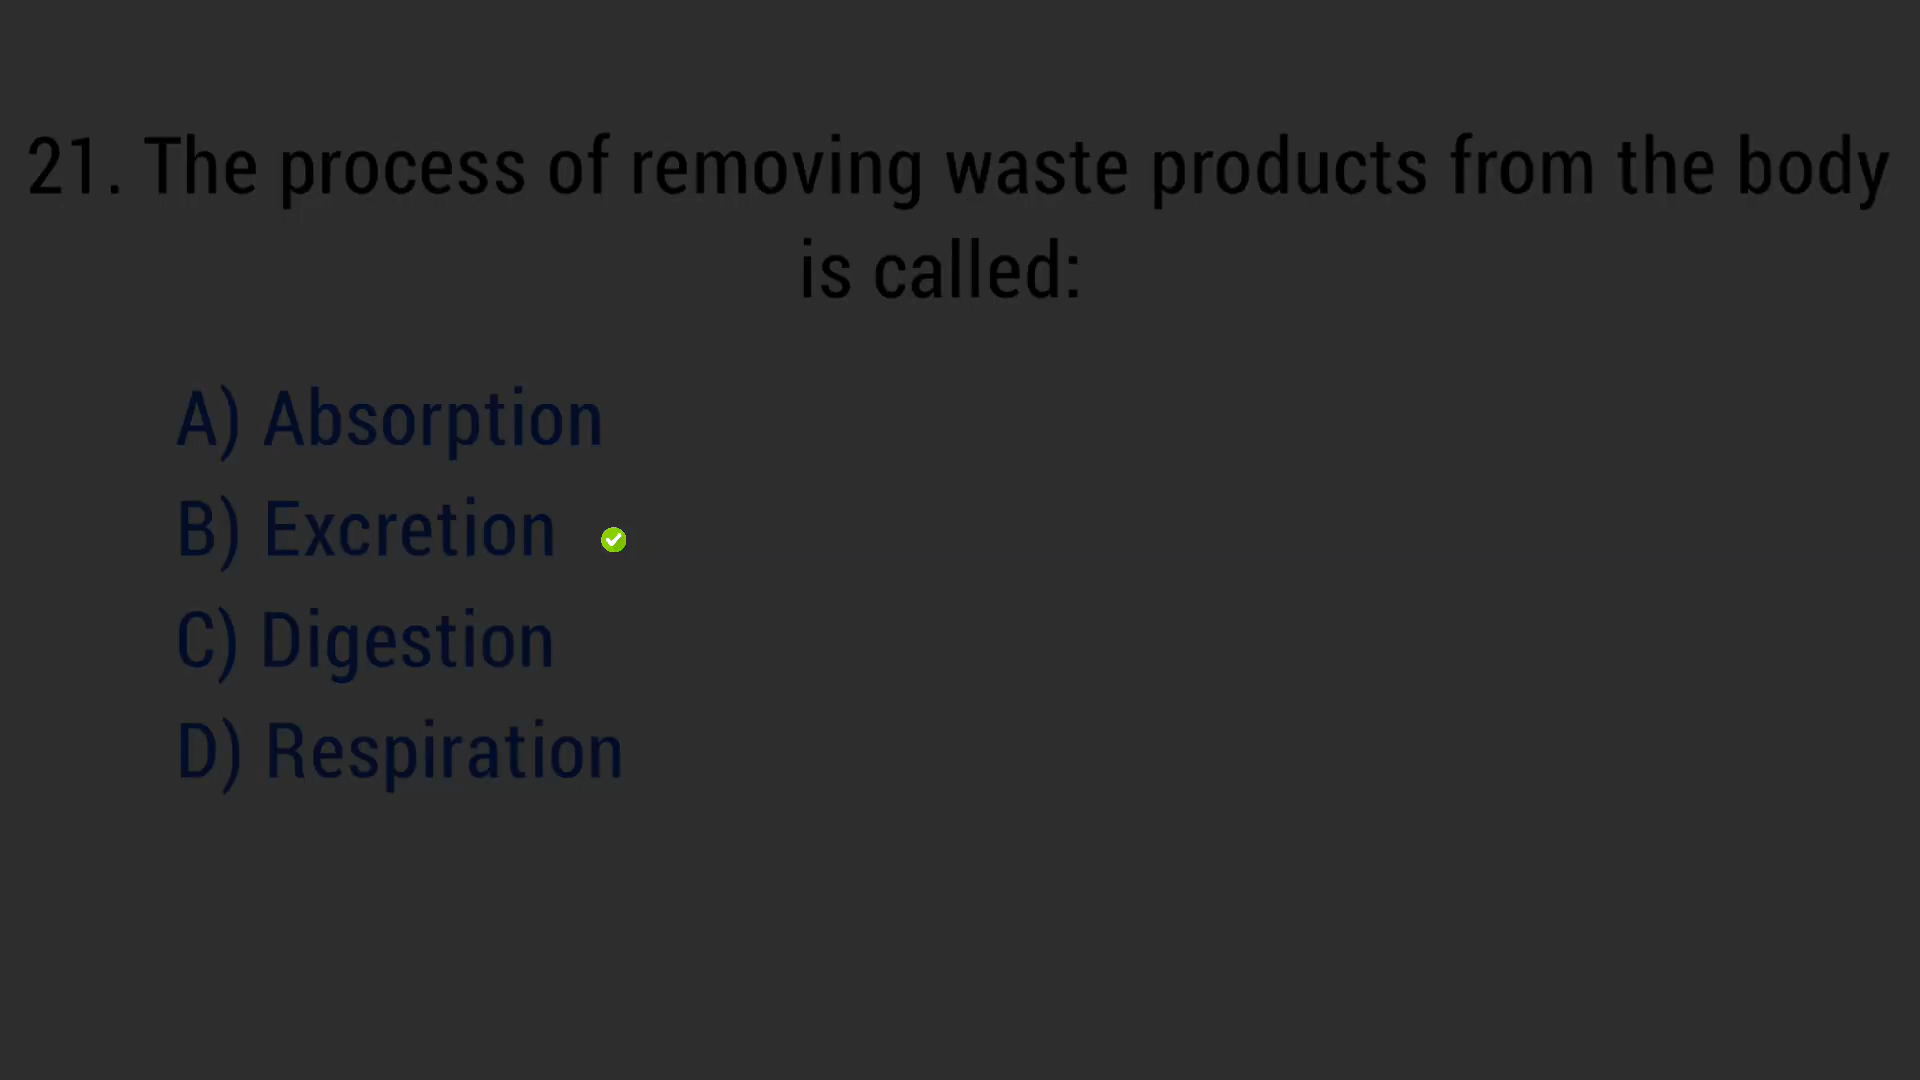 21. The process of removing waste products from the body
is called:
A) Absorption
B) Excretion
C) Digestion
D) Respiration